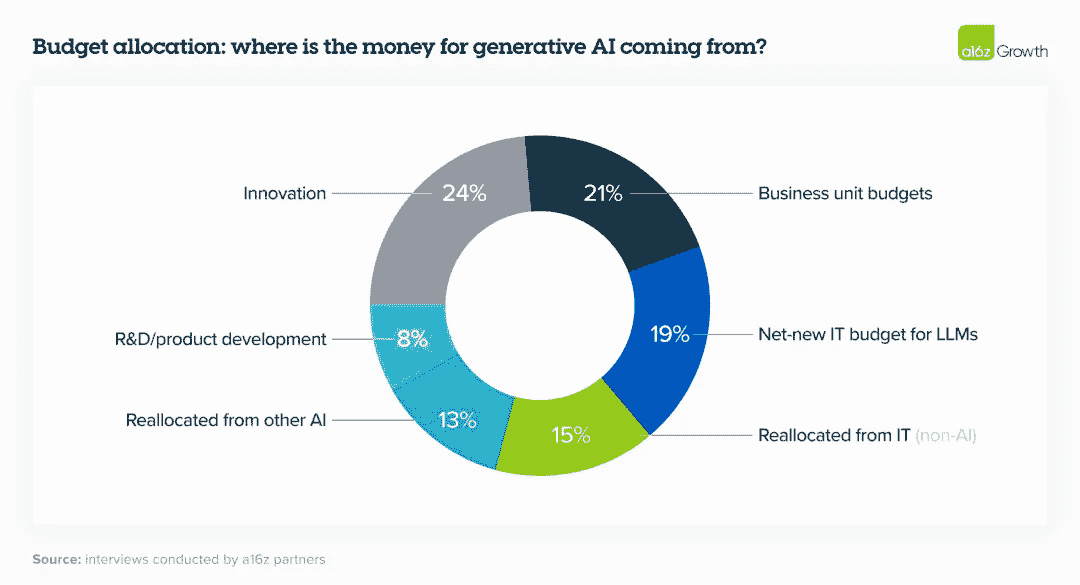 Budget allocation: where is the money for generative AI coming from?
a16z Growth
Innovation
24%
21%
Business unit budgets
R&D/product development
8%
19%
Net-new IT budget for LLMs
Reallocated from other AI
13%
15%
Reallocated from IT (non-AI)
Source: interviews conducted by a16z partners